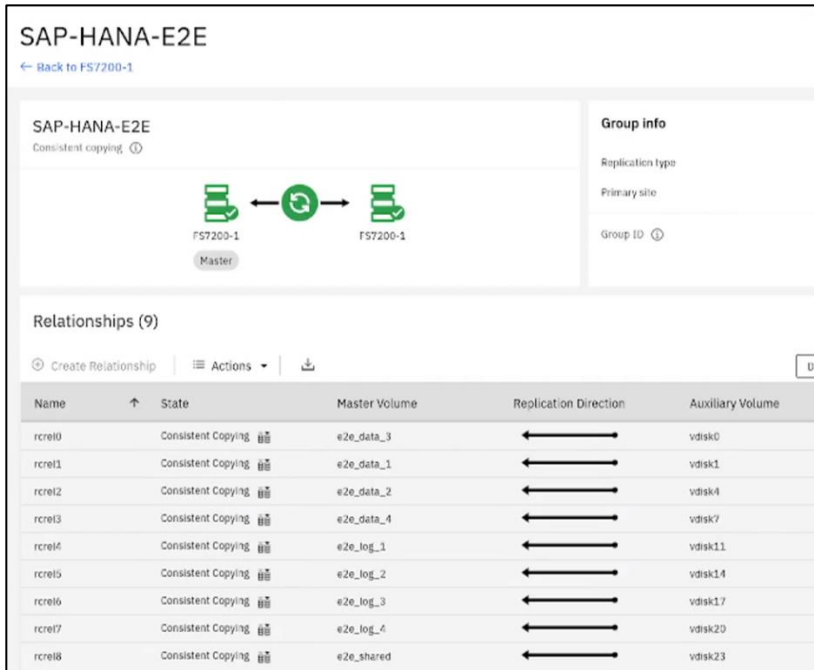 SAP-HANA-E2E
← Back to FS7200-1
SAP-HANA-E2E
Consistent copying
FS7200-1
FS7200-1
Master
Group info
Replication type
Primary site
Group ID
Relationships (9)
Create Relationship Actions
Name ↑ State Master Volume Replication Direction Auxiliary Volume
rcrel0 Consistent Copying e2e_data_3 vdisk0
rcrel1 Consistent Copying e2e_data_1 vdisk1
rcrel2 Consistent Copying e2e_data_2 vdisk4
rcrel3 Consistent Copying e2e_data_4 vdisk7
rcrel4 Consistent Copying e2e_log_1 vdisk11
rcrel5 Consistent Copying e2e_log_2 vdisk14
rcrel6 Consistent Copying e2e_log_3 vdisk17
rcrel7 Consistent Copying e2e_log_4 vdisk20
rcrel8 Consistent Copying e2e_shared vdisk23